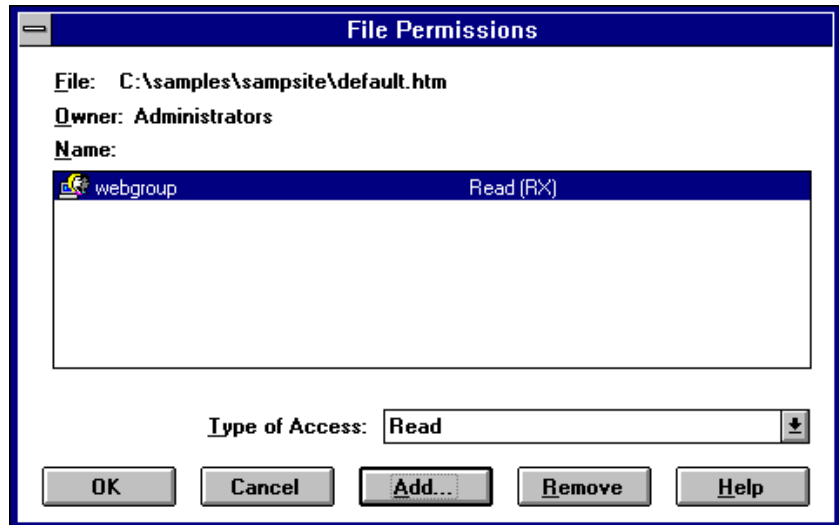 File Permissions
File: C:\samples\sampsite\default.htm
Owner: Administrators
Name:
webgroup Read (RX)
Type of Access: Read
OK Cancel Add... Remove Help